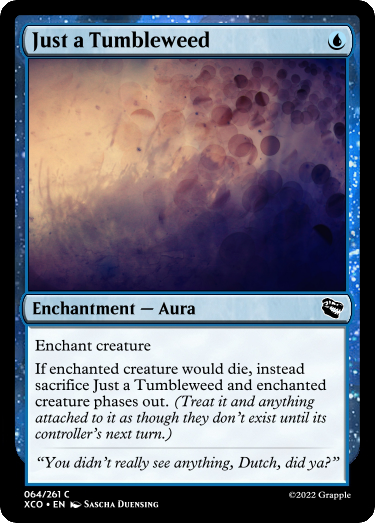 Just a Tumbleweed
Enchantment — Aura
Enchant creature
If enchanted creature would die, instead
sacrifice Just a Tumbleweed and enchanted
creature phases out. (Treat it and anything
attached to it as though they don't exist until its
controller's next turn.)
"You didn't really see anything, Dutch, did ya?"
064/261 C
XCO • EN Sascha Duensing
©2022 Grapple